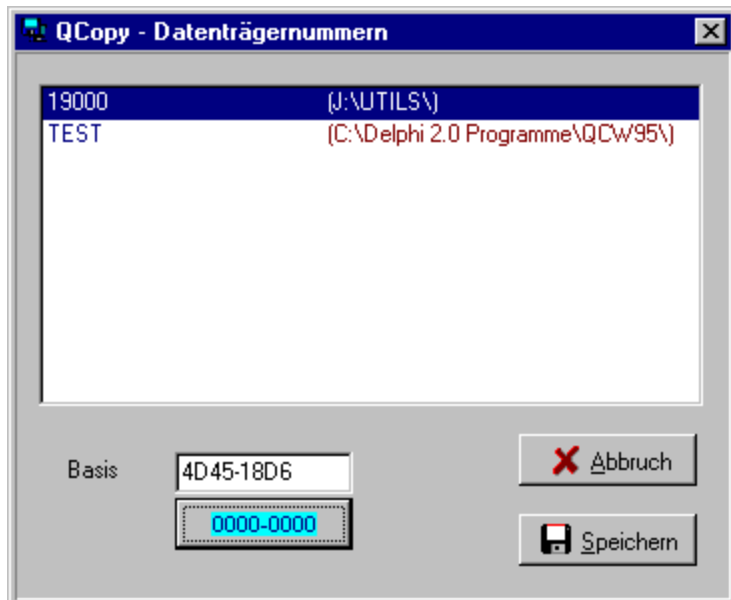 QCopy - Datenträgernummern
19000 (J:\UTILS\)
TEST (C:\Delphi 2.0 Programme\QCW95\)
Basis 4D45-18D6
0000-0000
Abbruch
Speichern